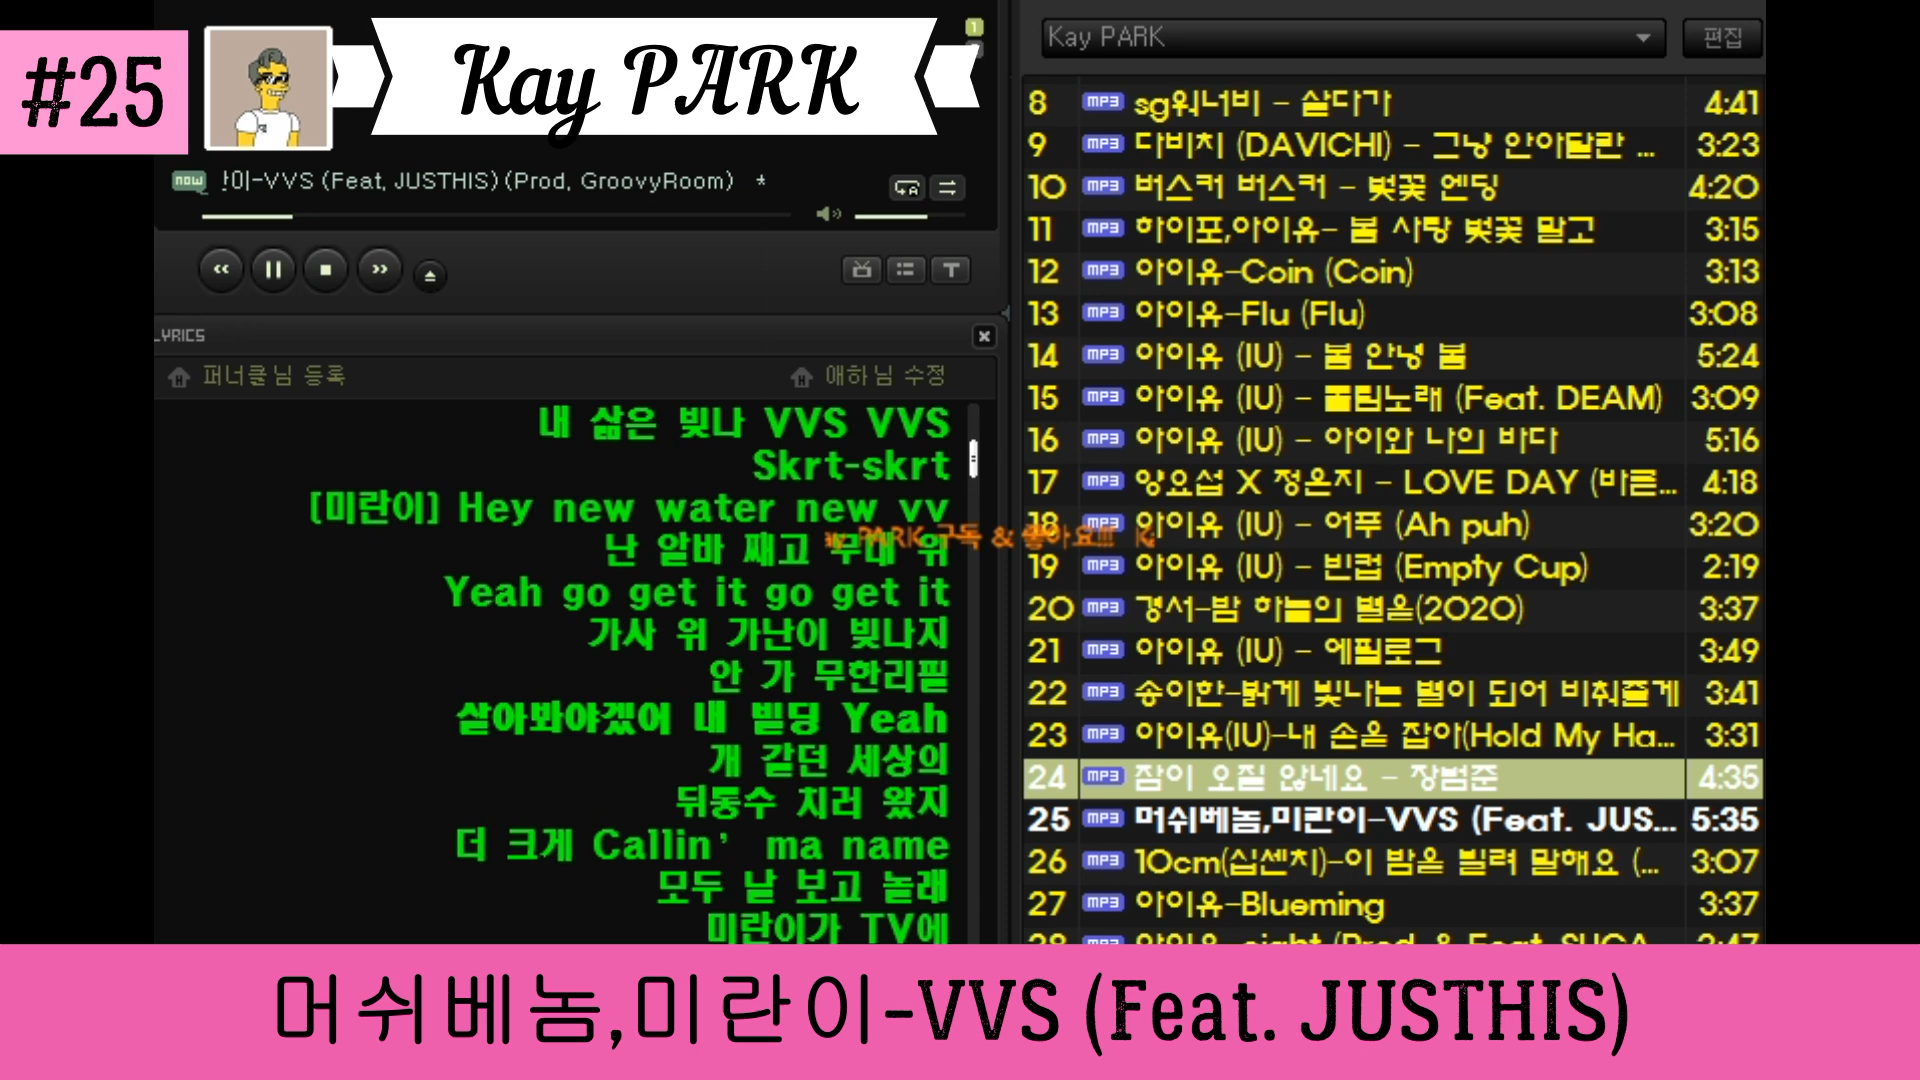 #25
Kay PARK
1
now 란이-VVS (Feat. JUSTHIS) (Prod. GroovyRoom) *
LYRICS
퍼너클님 등록
애하님 수정
내 삶은 빛나 VVS VVS
Skrt-skrt
[미란이] Hey new water new vv
난 알바 째고 무대 위
Yeah go get it go get it
가사 위 가난이 빛나지
안 가 무한리필
살아봐야겠어 내 빌딩 Yeah
개 같던 세상의
뒤통수 치러 왔지
더 크게 Callin' ma name
모두 날 보고 놀래
미란이가 TV에
PARK 구독 & 좋아요!!!
Kay PARK
편집
8 MP3 sg워너비 - 살다가 4:41
9 MP3 다비치 (DAVICHI) - 그냥 안아달란 ... 3:23
10 MP3 버스커 버스커 - 벚꽃 엔딩 4:20
11 MP3 하이포,아이유- 봄 사랑 벚꽃 말고 3:15
12 MP3 아이유-Coin (Coin) 3:13
13 MP3 아이유-Flu (Flu) 3:08
14 MP3 아이유 (IU) - 봄 안녕 봄 5:24
15 MP3 아이유 (IU) - 돌림노래 (Feat. DEAM) 3:09
16 MP3 아이유 (IU) - 아이와 나의 바다 5:16
17 MP3 양요섭 X 정은지 - LOVE DAY (바른... 4:18
18 MP3 아이유 (IU) - 어푸 (Ah puh) 3:20
19 MP3 아이유 (IU) - 빈컵 (Empty Cup) 2:19
20 MP3 경서-밤 하늘의 별을(2020) 3:37
21 MP3 아이유 (IU) - 에필로그 3:49
22 MP3 송이한-밝게 빛나는 별이 되어 비춰줄게 3:41
23 MP3 아이유(IU)-내 손을 잡아(Hold My Ha... 3:31
24 MP3 잠이 오질 않네요 - 장범준 4:35
25 MP3 머쉬베놈,미란이-VVS (Feat. JUS... 5:35
26 MP3 10cm(십센치)-이 밤을 빌려 말해요 (... 3:07
27 MP3 아이유-Blueming 3:37
28 MP3 아이유-eight (Prod. & Feat. SUGA 2:47
머쉬베놈,미란이-VVS (Feat. JUSTHIS)